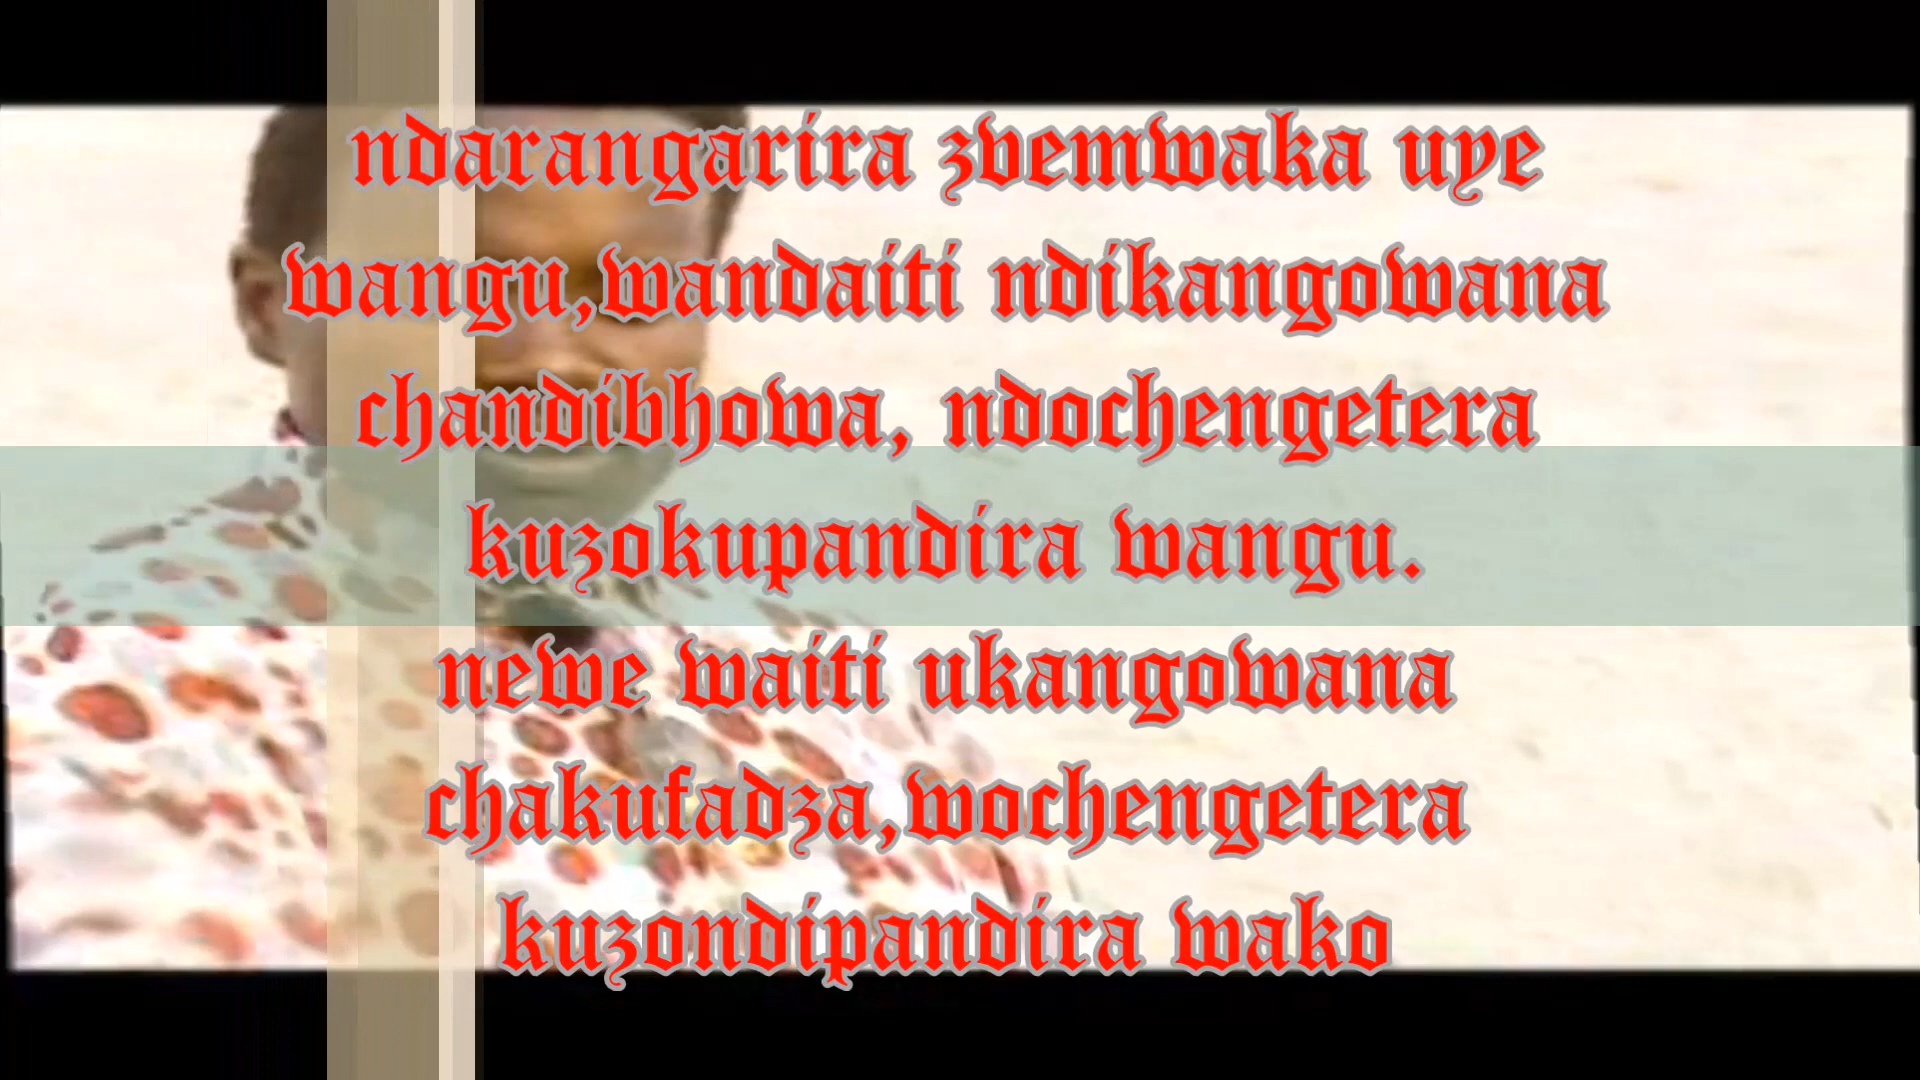 ndarangarira zvemwaka uye
wangu,wandaiti ndikangowana
chandibhowa, ndochengetera
kuzokupandira wangu.
newe waiti ukangowana
chakufadza,wochengetera
kuzondipandira wako